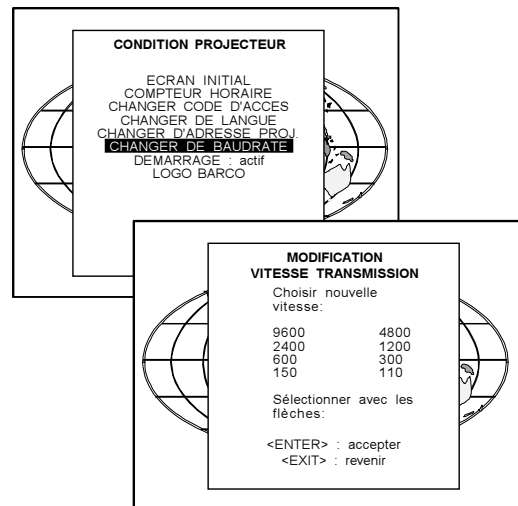 CONDITION PROJECTEUR
ECRAN INITIAL
COMPTEUR HORAIRE
CHANGER CODE D'ACCES
CHANGER DE LANGUE
CHANGER D'ADRESSE PROJ.
CHANGER DE BAUDRATE
DEMARRAGE : actif
LOGO BARCO
MODIFICATION
VITESSE TRANSMISSION
Choisir nouvelle
vitesse:
9600 4800
2400 1200
600 300
150 110
Sélectionner avec les
flèches:
<ENTER> : accepter
<EXIT> : revenir